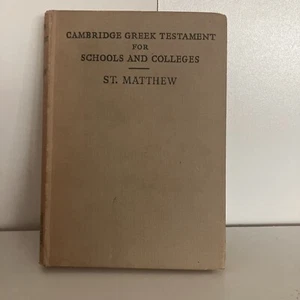 CAMBRIDGE GREEK TESTAMENT
FOR
SCHOOLS AND COLLEGES
ST. MATTHEW